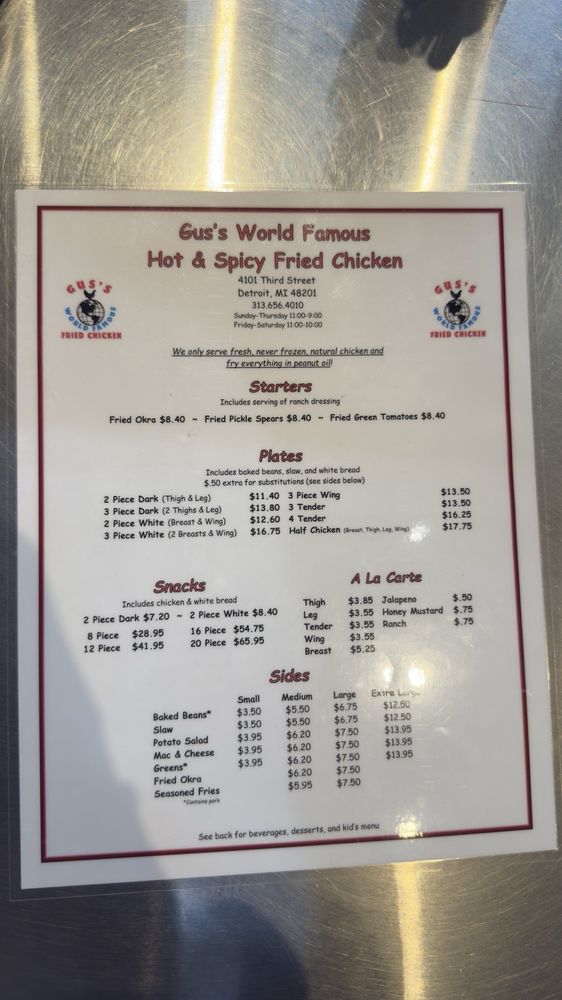 Gus's World Famous
Hot & Spicy Fried Chicken
4101 Third Street
Detroit, MI 48201
313.656.4010
Sunday-Thursday 11:00-9:00
Friday-Saturday 11:00-10:00
GUS'S
WORLD FAMOUS
FRIED CHICKEN
GUS'S
WORLD FAMOUS
FRIED CHICKEN
We only serve fresh, never frozen, natural chicken and
fry everything in peanut oil!
Starters
Includes serving of ranch dressing
Fried Okra $8.40 ~ Fried Pickle Spears $8.40 ~ Fried Green Tomatoes $8.40
Plates
Includes baked beans, slaw, and white bread
$.50 extra for substitutions (see sides below)
2 Piece Dark (Thigh & Leg) $11.40 3 Piece Wing $13.50
3 Piece Dark (2 Thighs & Leg) $13.80 3 Tender $13.50
2 Piece White (Breast & Wing) $12.60 4 Tender $16.25
3 Piece White (2 Breasts & Wing) $16.75 Half Chicken (Breast, Thigh, Leg, Wing) $17.75
Snacks
Includes chicken & white bread
2 Piece Dark $7.20 ~ 2 Piece White $8.40
8 Piece $28.95 16 Piece $54.75
12 Piece $41.95 20 Piece $65.95
A La Carte
Thigh $3.85 Jalapeno $.50
Leg $3.55 Honey Mustard $.75
Tender $3.55 Ranch $.75
Wing $3.55
Breast $5.25
Sides
Small Medium Large Extra Large
Baked Beans* $3.50 $5.50 $6.75 $12.50
Slaw $3.50 $5.50 $6.75 $12.50
Potato Salad $3.95 $6.20 $7.50 $13.95
Mac & Cheese $3.95 $6.20 $7.50 $13.95
Greens* $3.95 $6.20 $7.50 $13.95
Fried Okra $6.20 $7.50
Seasoned Fries $5.95 $7.50
*Contains pork
See back for beverages, desserts, and kid's menu